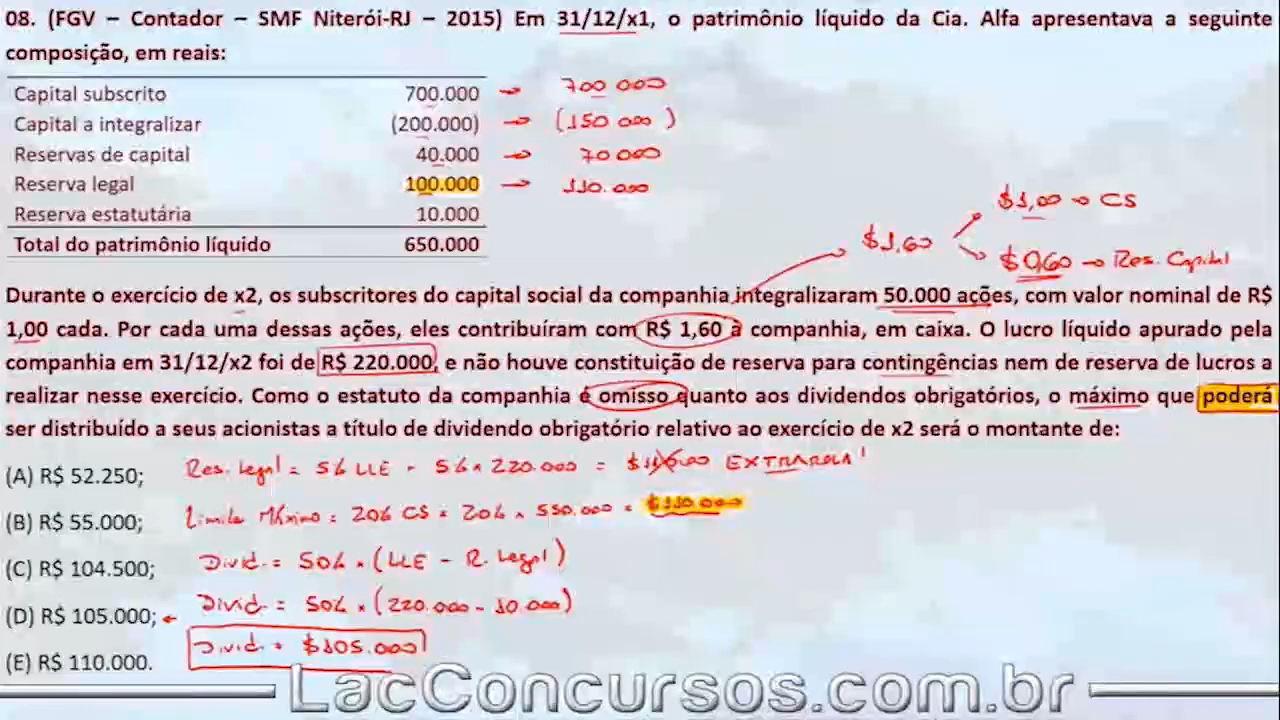 08. (FGV – Contador – SMF Niterói-RJ – 2015) Em 31/12/x1, o patrimônio líquido da Cia. Alfa apresentava a seguinte
composição, em reais:
Capital subscrito 700.000 → 700 000
Capital a integralizar (200.000) → (150 000)
Reservas de capital 40.000 → 70 000
Reserva legal 100.000 → 110.000
Reserva estatutária 10.000
Total do patrimônio líquido 650.000
$1,60
$1,00 → CS
$0,60 → Res. Capital
Durante o exercício de x2, os subscritores do capital social da companhia integralizaram 50.000 ações, com valor nominal de R$
1,00 cada. Por cada uma dessas ações, eles contribuíram com R$ 1,60 à companhia, em caixa. O lucro líquido apurado pela
companhia em 31/12/x2 foi de R$ 220.000, e não houve constituição de reserva para contingências nem de reserva de lucros a
realizar nesse exercício. Como o estatuto da companhia é omisso quanto aos dividendos obrigatórios, o máximo que poderá
ser distribuído a seus acionistas a título de dividendo obrigatório relativo ao exercício de x2 será o montante de:
(A) R$ 52.250; Res. Legal = 5% LLE = 5% × 220.000 = $11.000 EXTRAPOLA!
(B) R$ 55.000; Limite Máximo = 20% CS = 20% × 550.000 = $110.000
(C) R$ 104.500; Divid. = 50% × (LLE - R. Legal)
(D) R$ 105.000; ← Divid. = 50% × (220.000 - 10.000)
(E) R$ 110.000. Divid. = $105.000
LacConcursos.com.br